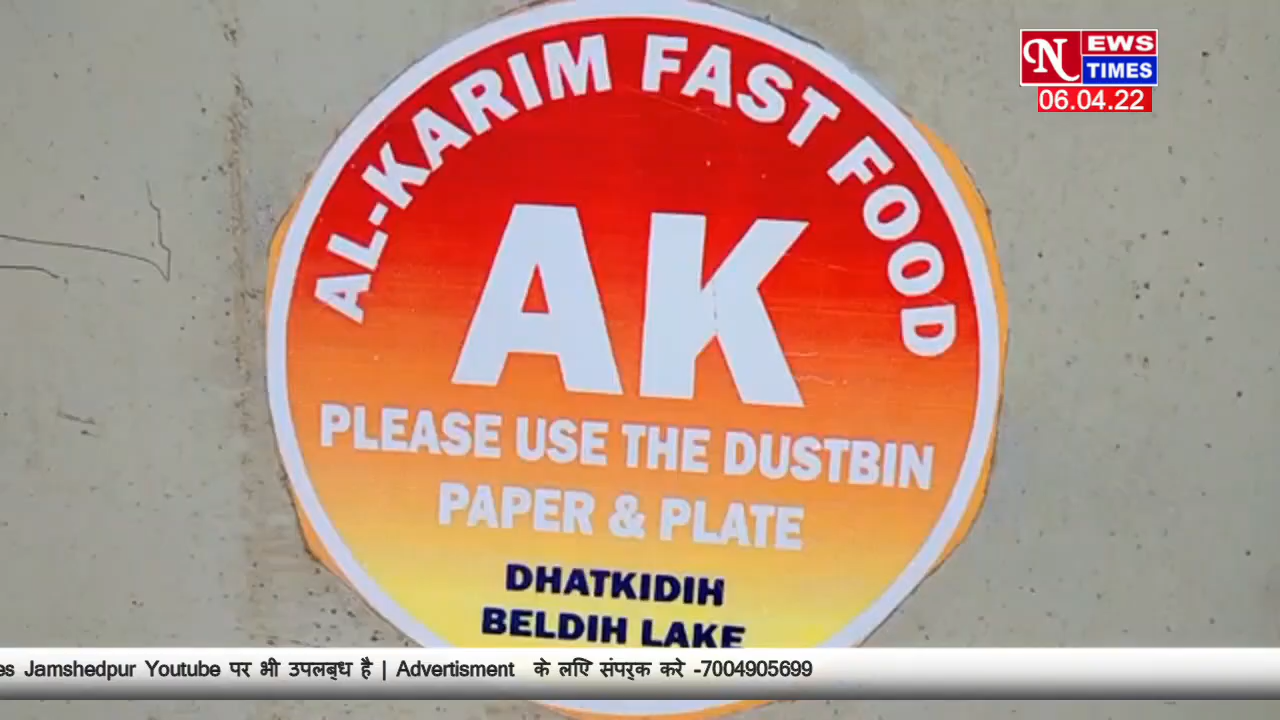 AL-KARIM FAST FOOD
AK
PLEASE USE THE DUSTBIN
PAPER & PLATE
DHATKIDIH
BELDIH LAKE
NEWS
TIMES
06.04.22
es Jamshedpur Youtube पर भी उपलब्ध है | Advertisment के लिए संपर्क करे -7004905699